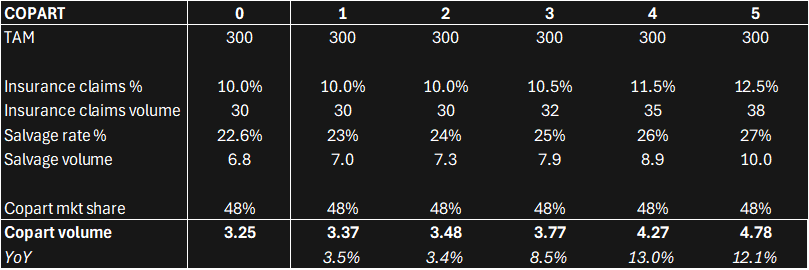 COPART 0 1 2 3 4 5
TAM 300 300 300 300 300 300
Insurance claims % 10.0% 10.0% 10.0% 10.5% 11.5% 12.5%
Insurance claims volume 30 30 30 32 35 38
Salvage rate % 22.6% 23% 24% 25% 26% 27%
Salvage volume 6.8 7.0 7.3 7.9 8.9 10.0
Copart mkt share 48% 48% 48% 48% 48% 48%
Copart volume 3.25 3.37 3.48 3.77 4.27 4.78
YoY 3.5% 3.4% 8.5% 13.0% 12.1%